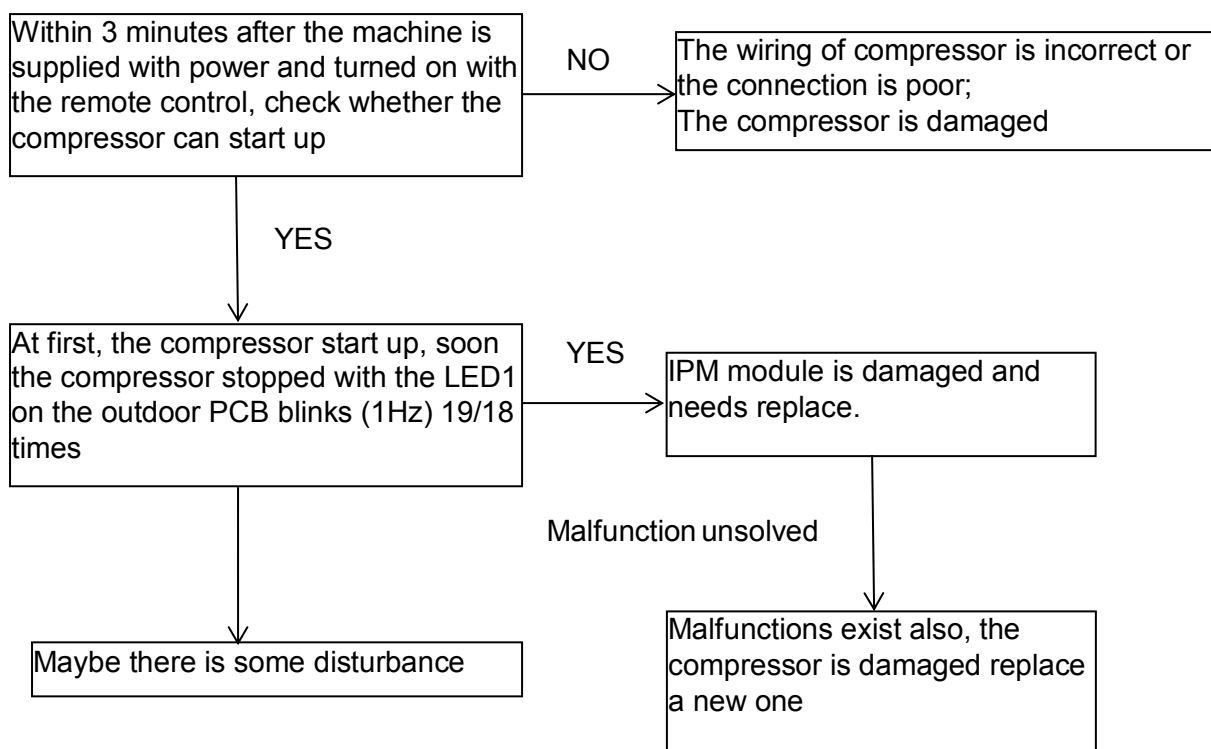 Within 3 minutes after the machine is
supplied with power and turned on with
the remote control, check whether the
compressor can start up
NO
The wiring of compressor is incorrect or
the connection is poor;
The compressor is damaged
YES
At first, the compressor start up, soon
the compressor stopped with the LED1
on the outdoor PCB blinks (1Hz) 19/18
times
YES
IPM module is damaged and
needs replace.
Malfunction unsolved
Maybe there is some disturbance
Malfunctions exist also, the
compressor is damaged replace
a new one